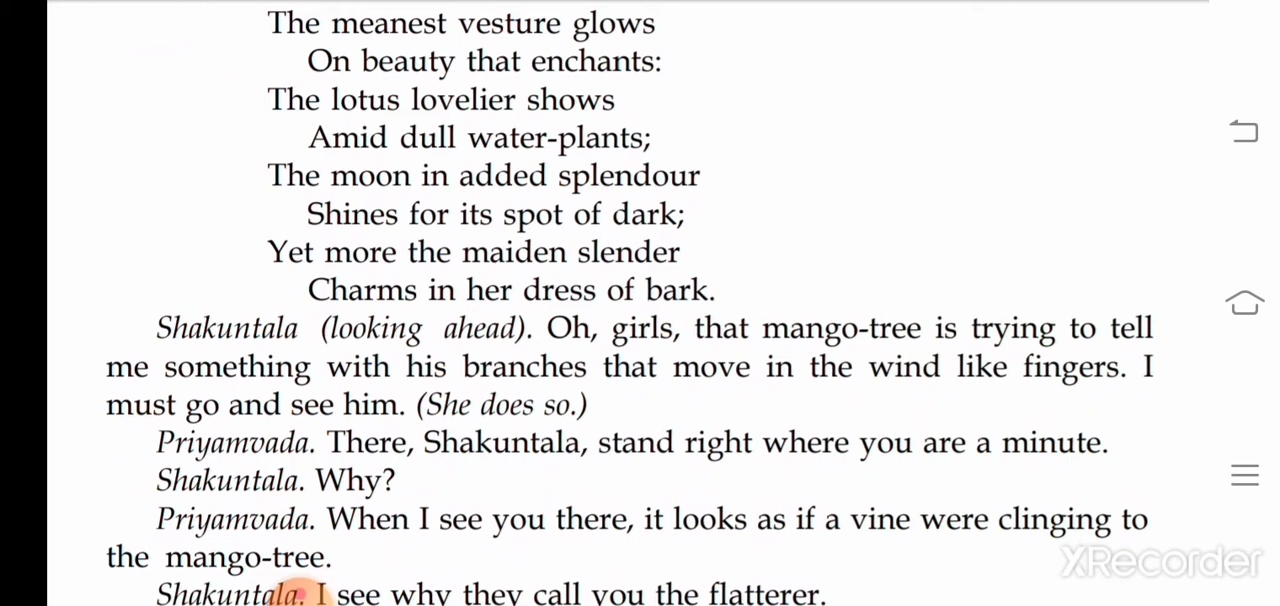 The meanest vesture glows
On beauty that enchants:
The lotus lovelier shows
Amid dull water-plants;
The moon in added splendour
Shines for its spot of dark;
Yet more the maiden slender
Charms in her dress of bark.
Shakuntala (looking ahead). Oh, girls, that mango-tree is trying to tell
me something with his branches that move in the wind like fingers. I
must go and see him. (She does so.)
Priyamvada. There, Shakuntala, stand right where you are a minute.
Shakuntala. Why?
Priyamvada. When I see you there, it looks as if a vine were clinging to
the mango-tree.
XRecorder
Shakuntala. I see why they call you the flatterer.